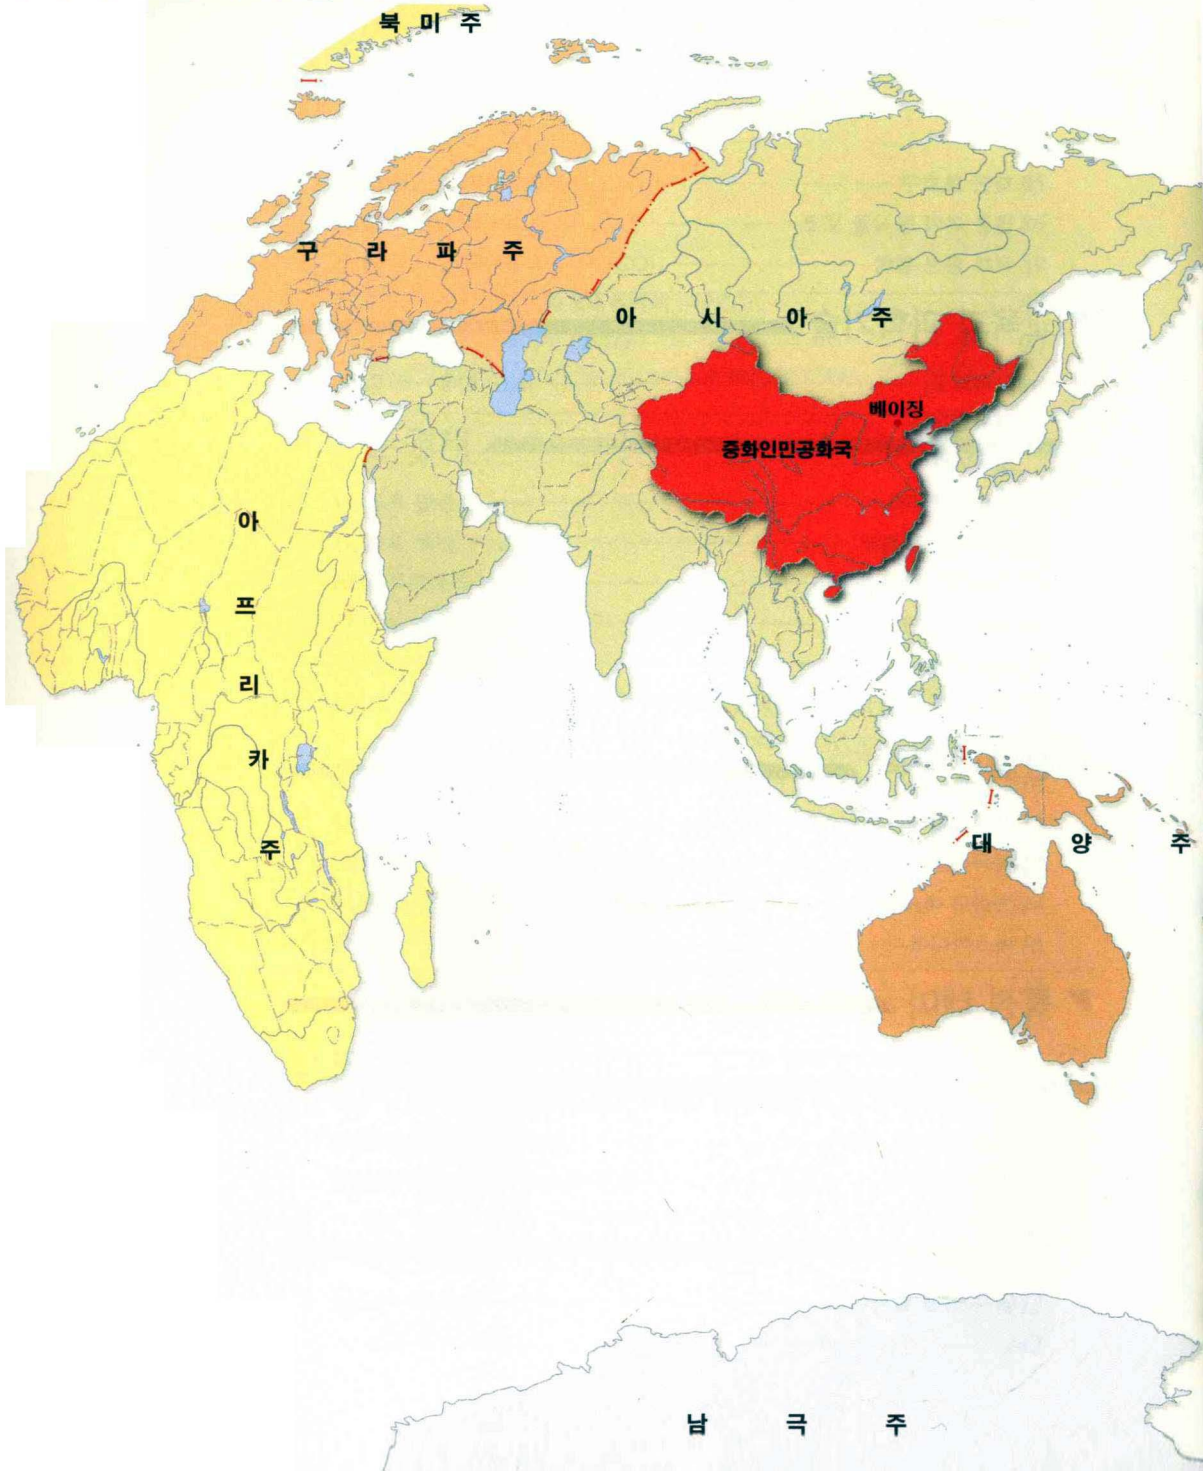 북 미 주
구 라 파 주
아 시 아 주
베이징
중화인민공화국
아
프
리
카
주
대 양 주
남 극 주